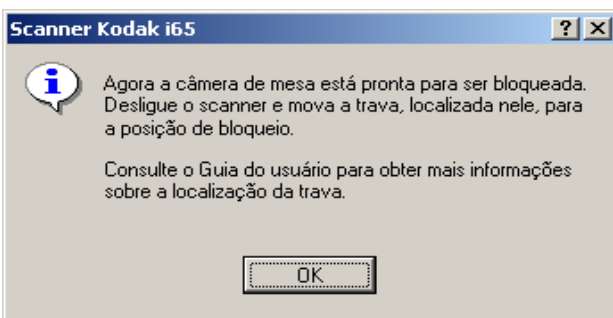 Scanner Kodak i65
Agora a câmera de mesa está pronta para ser bloqueada.
Desligue o scanner e mova a trava, localizada nele, para
a posição de bloqueio.
Consulte o Guia do usuário para obter mais informações
sobre a localização da trava.
OK